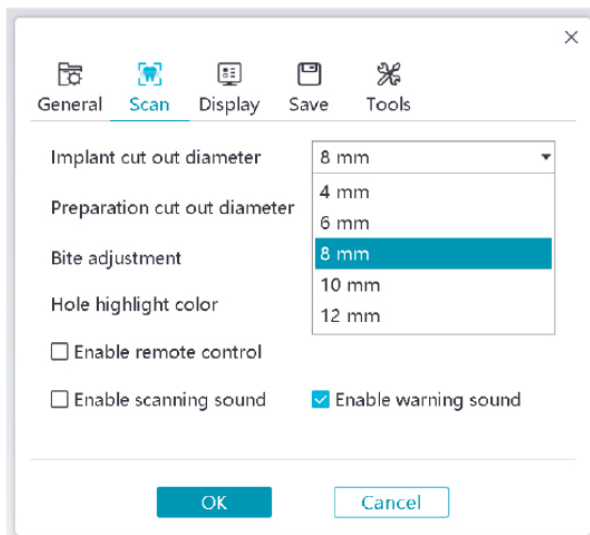 General Scan Display Save Tools
Implant cut out diameter 8 mm
4 mm
Preparation cut out diameter
6 mm
Bite adjustment 8 mm
10 mm
Hole highlight color
12 mm
Enable remote control
Enable scanning sound Enable warning sound
OK Cancel